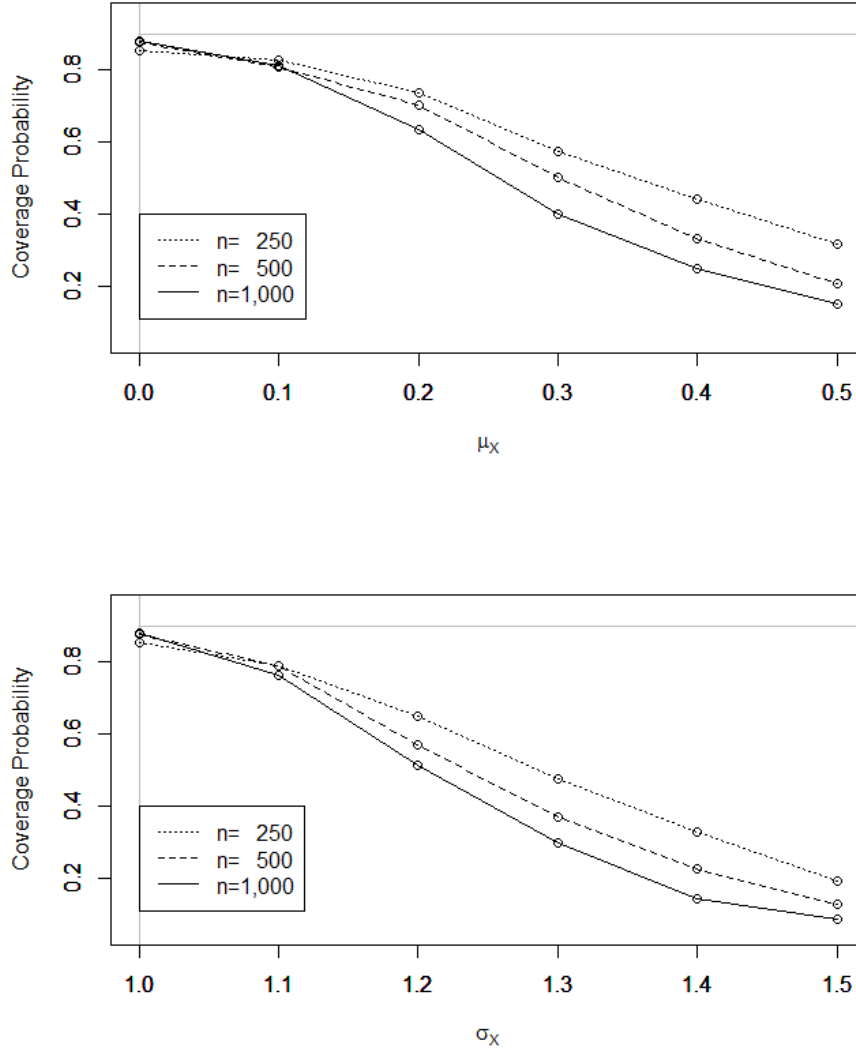 Coverage Probability
0.8
0.6
0.4
0.2
n= 250
n= 500
n=1,000
0.0 0.1 0.2 0.3 0.4 0.5
μX
Coverage Probability
0.8
0.6
0.4
0.2
n= 250
n= 500
n=1,000
1.0 1.1 1.2 1.3 1.4 1.5
σX